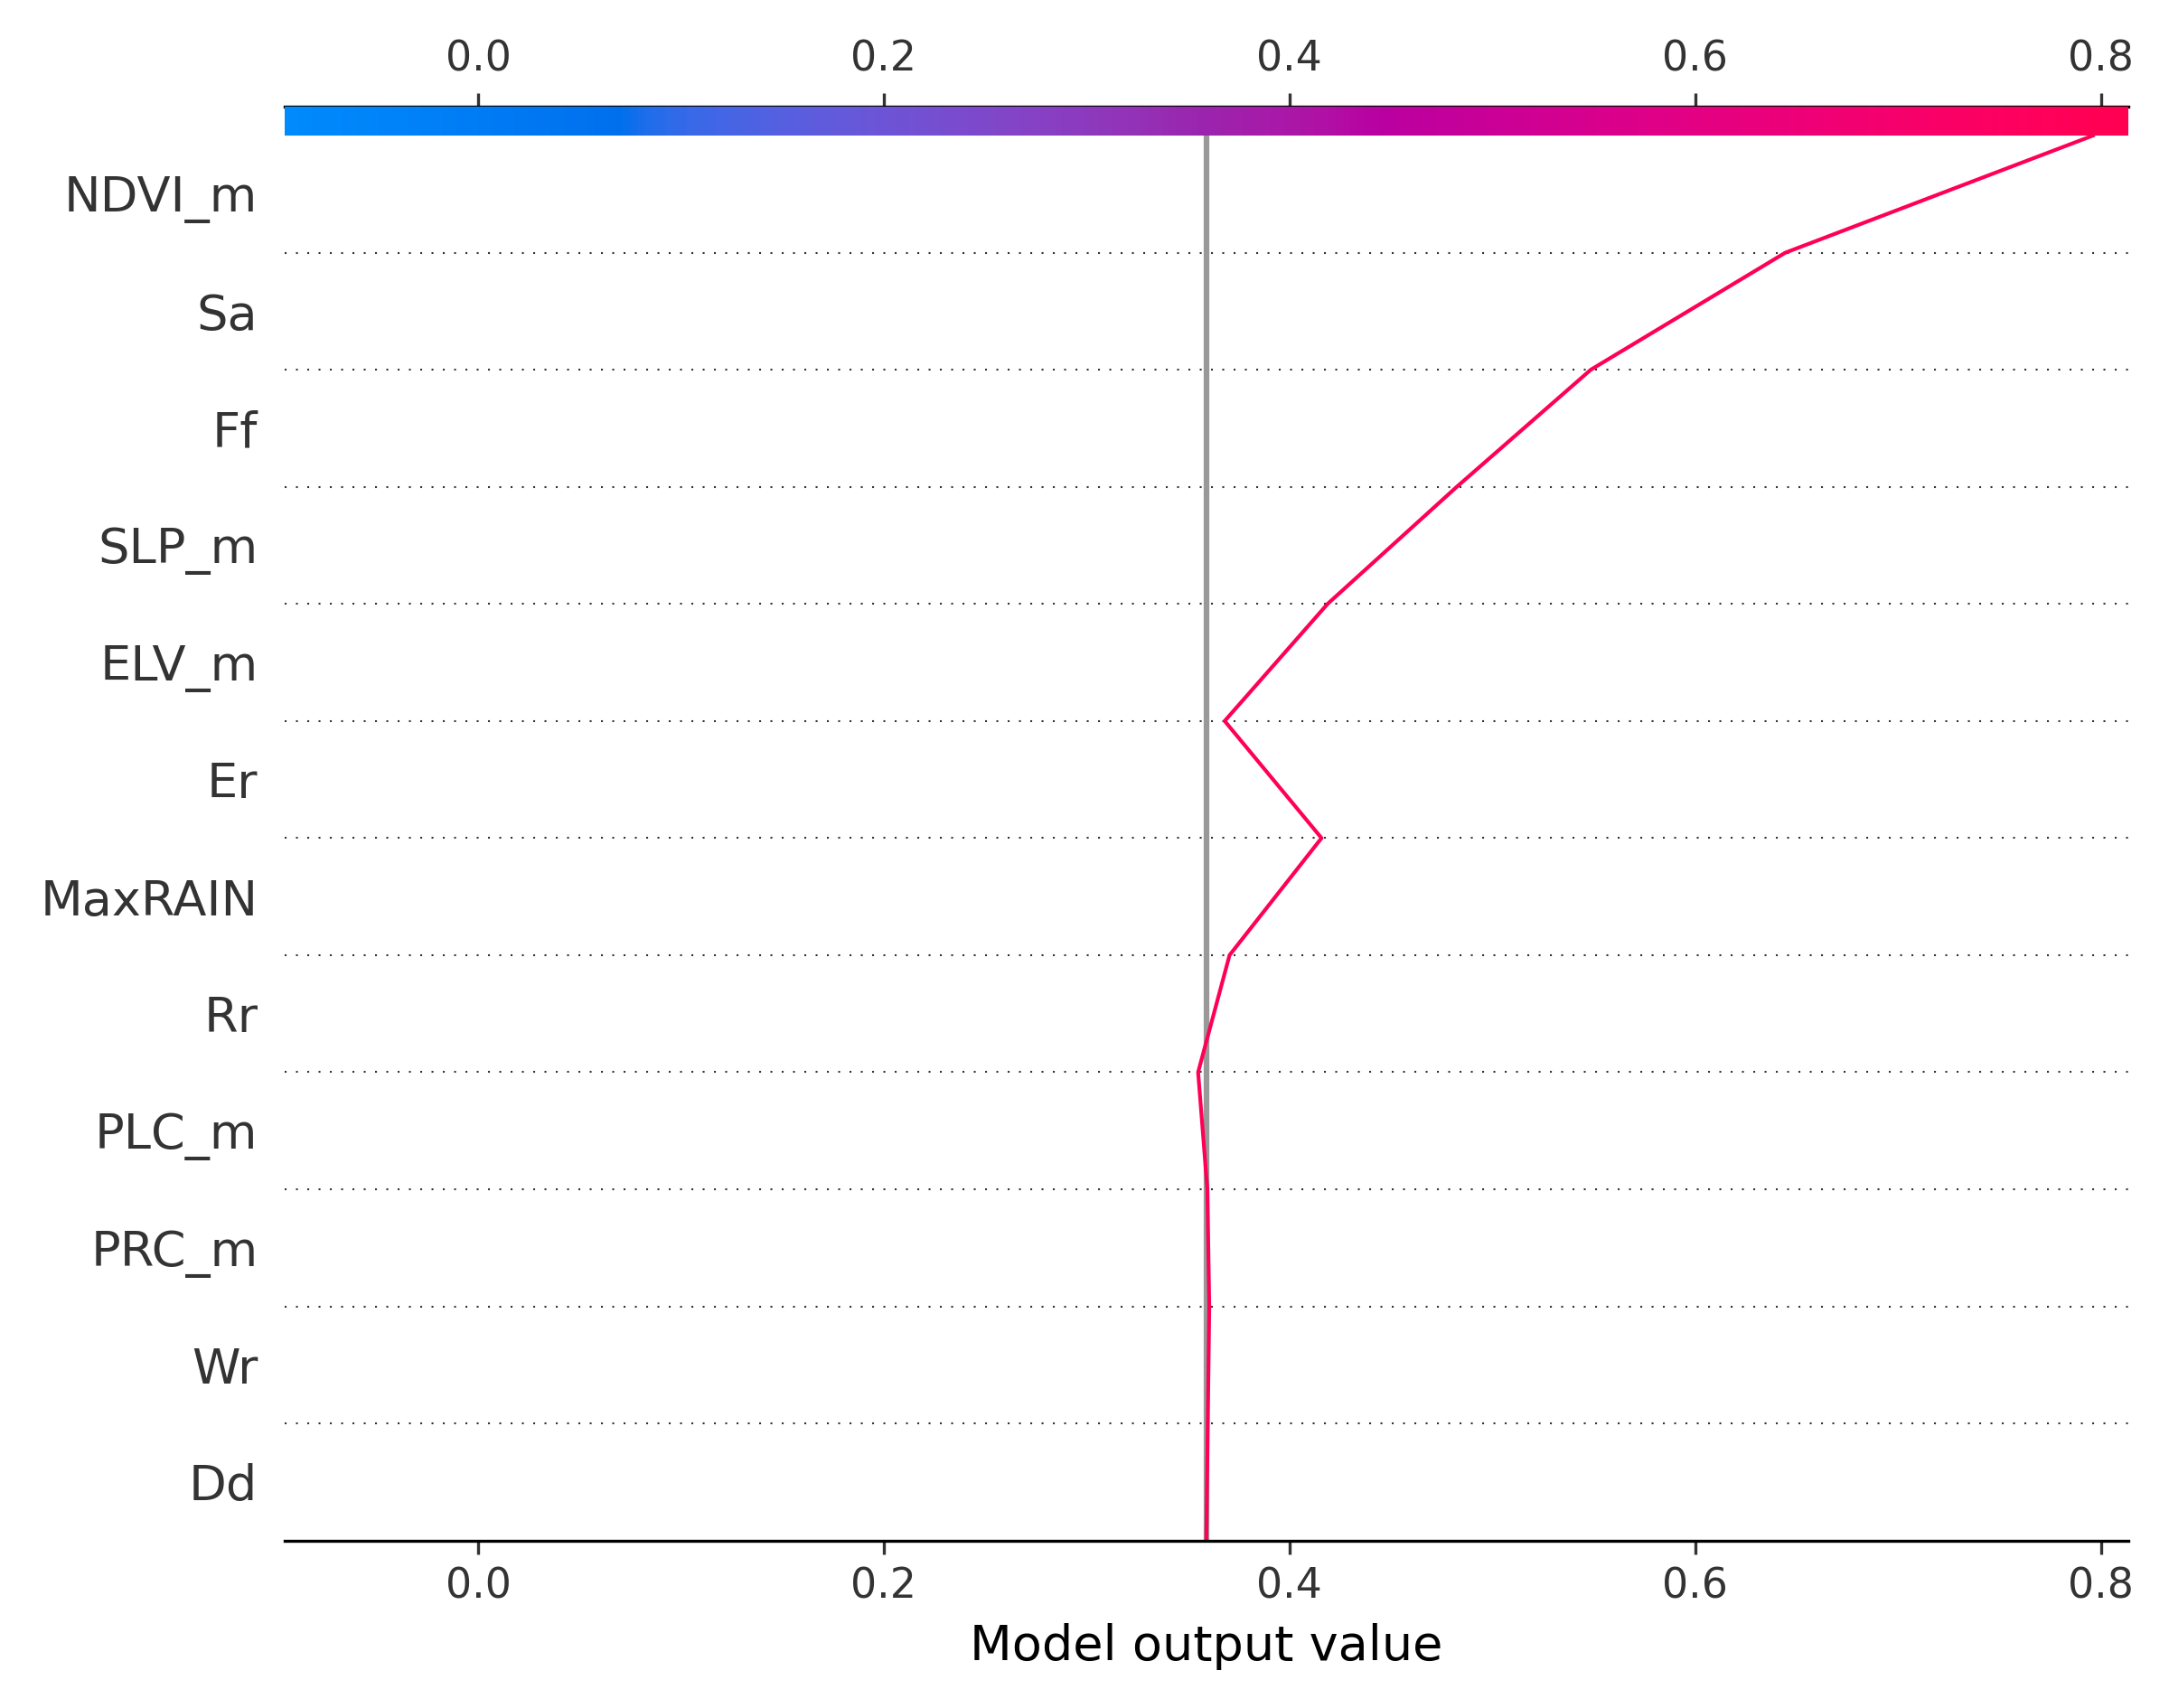 0.0 0.2 0.4 0.6 0.8
NDVI_m
Sa
Ff
SLP_m
ELV_m
Er
MaxRAIN
Rr
PLC_m
PRC_m
Wr
Dd
0.0 0.2 0.4 0.6 0.8
Model output value